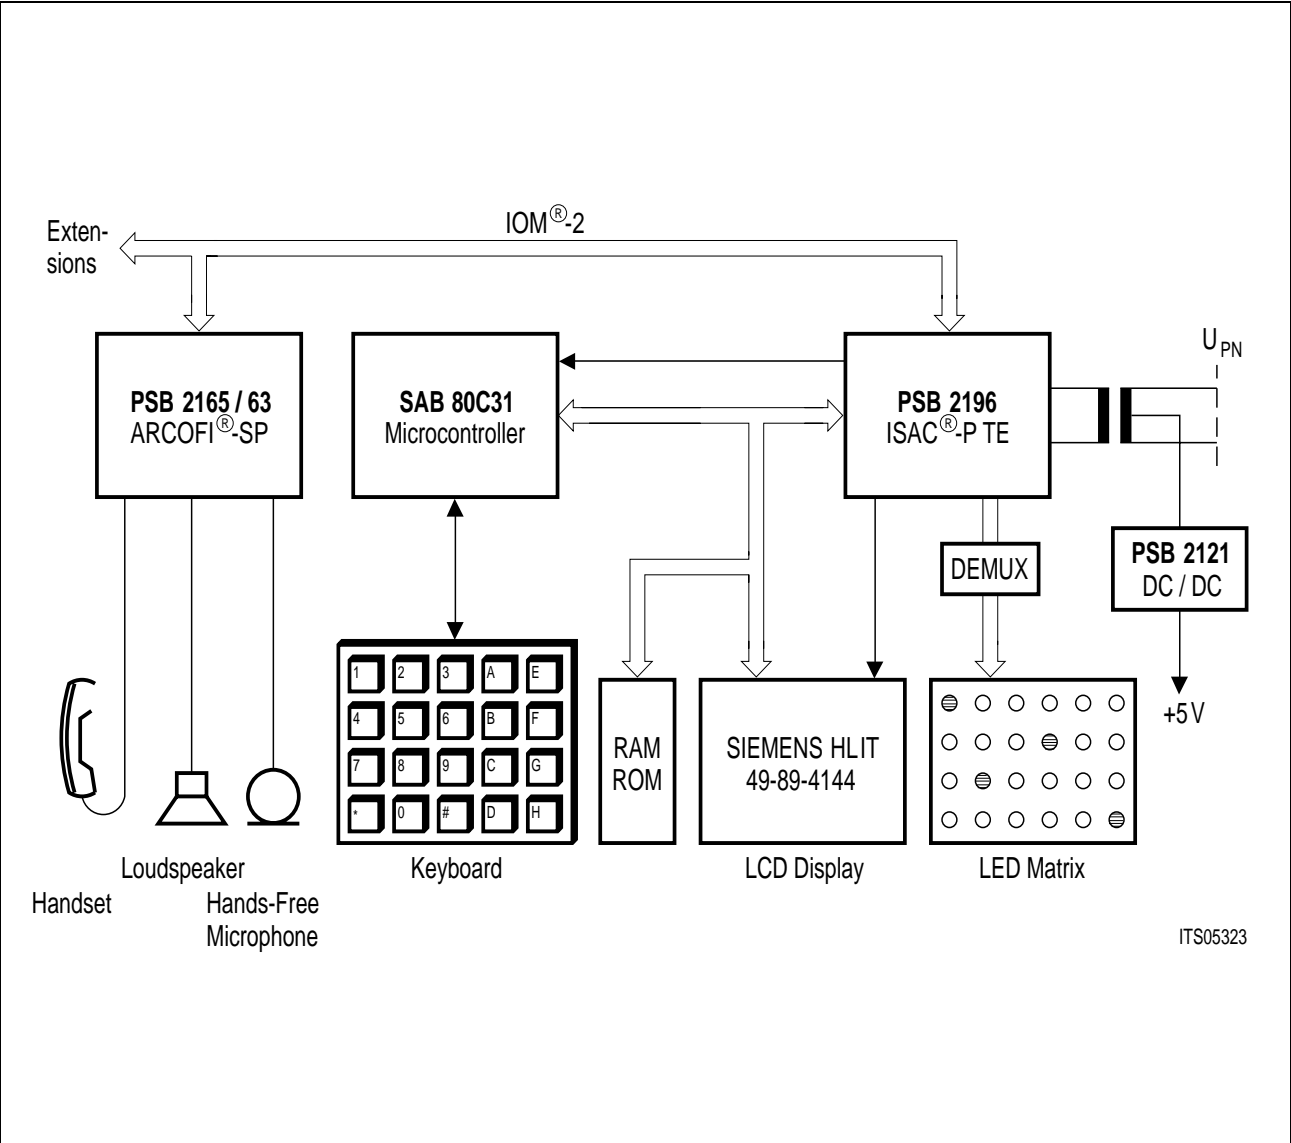 IOM®-2
Exten-
sions
U PN
PSB 2165 / 63
ARCOFI®-SP
SAB 80C31
Microcontroller
PSB 2196
ISAC®-P TE
PSB 2121
DC / DC
DEMUX
+5 V
1 2 3 A E
4 5 6 B F
7 8 9 C G
* 0 # D H
RAM
ROM
SIEMENS HLIT
49-89-4144
Loudspeaker
Keyboard
LCD Display
LED Matrix
Handset
Hands-Free
Microphone
ITS05323